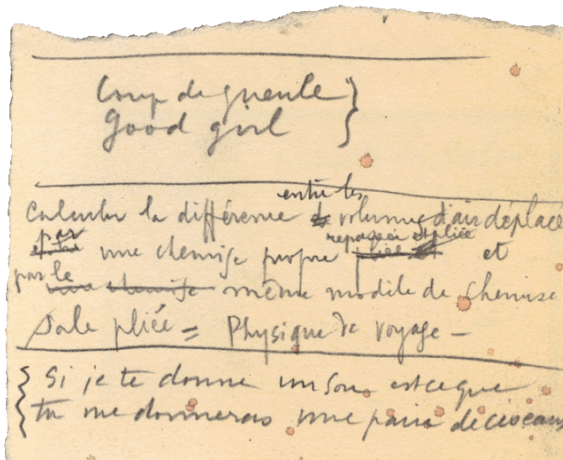 Coup de gueule
Good girl
Calculer la différence entre les volumes d'air déplacé
par une chemise propre repassée et pliée et
par le même modèle de chemise
sale pliée = Physique de voyage –
Si je te donne un sou est ce que
tu me donneras une paire de ciseaux